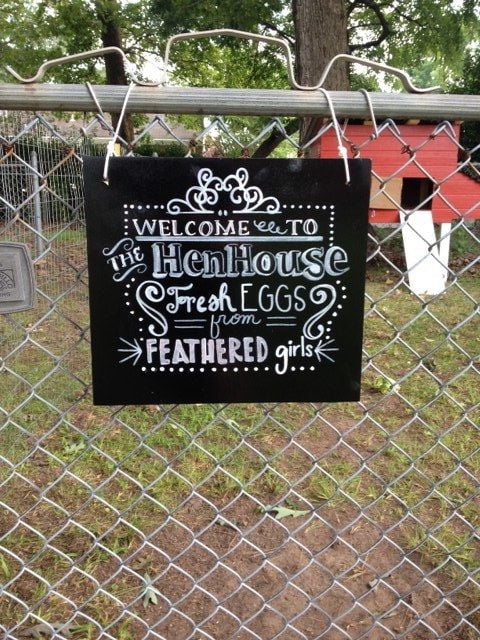 WELCOME TO
THE HenHouse
Fresh EGGS
from
FEATHERED girls